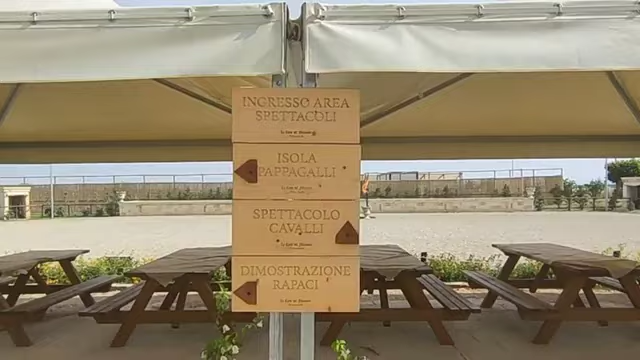 INGRESSO AREA
SPETTACOLI
ISOLA
PAPPAGALLI
SPETTACOLO
CAVALLI
DIMOSTRAZIONE
RAPACI